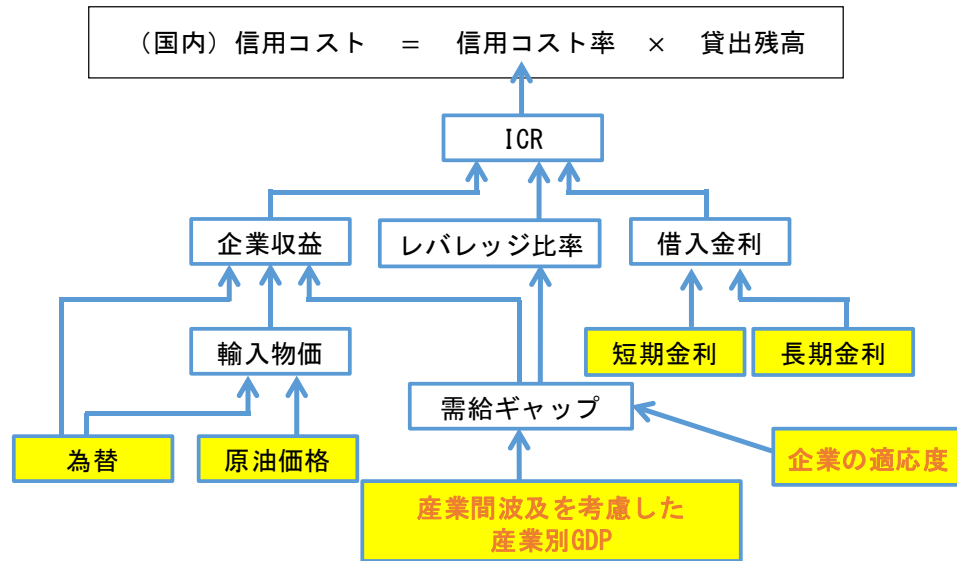 （国内）信用コスト　＝　信用コスト率　×　貸出残高
ICR
企業収益
レバレッジ比率
借入金利
輸入物価
短期金利
長期金利
需給ギャップ
為替
原油価格
企業の適応度
産業間波及を考慮した
産業別GDP